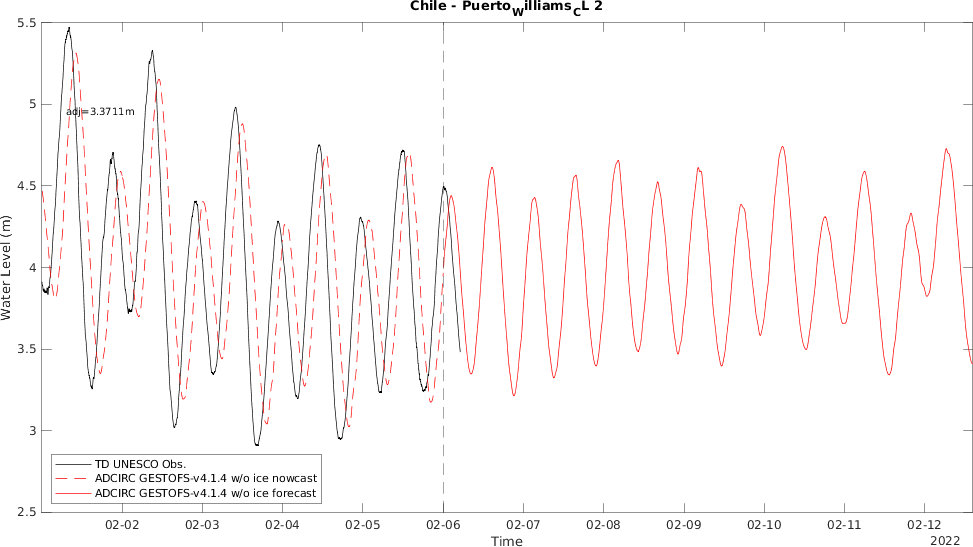 Chile - Puerto_Williams_CL 2
5.5
5
4.5
4
3.5
3
2.5
Water Level (m)
adj=3.3711m
TD UNESCO Obs.
ADCIRC GESTOFS-v4.1.4 w/o ice nowcast
ADCIRC GESTOFS-v4.1.4 w/o ice forecast
02-02 02-03 02-04 02-05 02-06 02-07 02-08 02-09 02-10 02-11 02-12
Time
2022